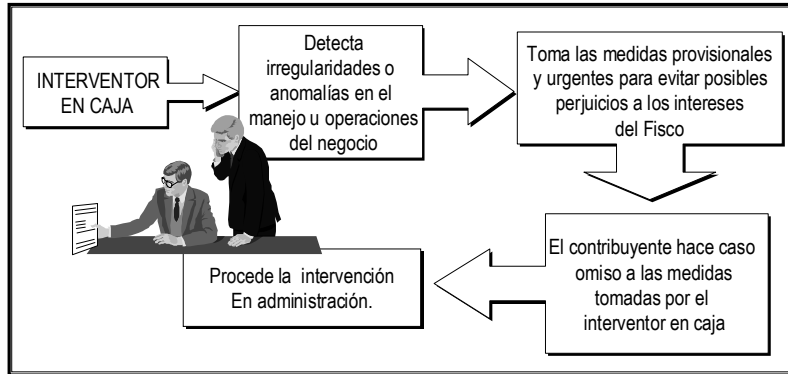 INTERVENTOR
EN CAJA
Detecta
irregularidades o
anomalías en el
manejo u operaciones
del negocio
Toma las medidas provisionales
y urgentes para evitar posibles
perjuicios a los intereses
del Fisco
El contribuyente hace caso
omiso a las medidas
tomadas por el
interventor en caja
Procede la intervención
En administración.